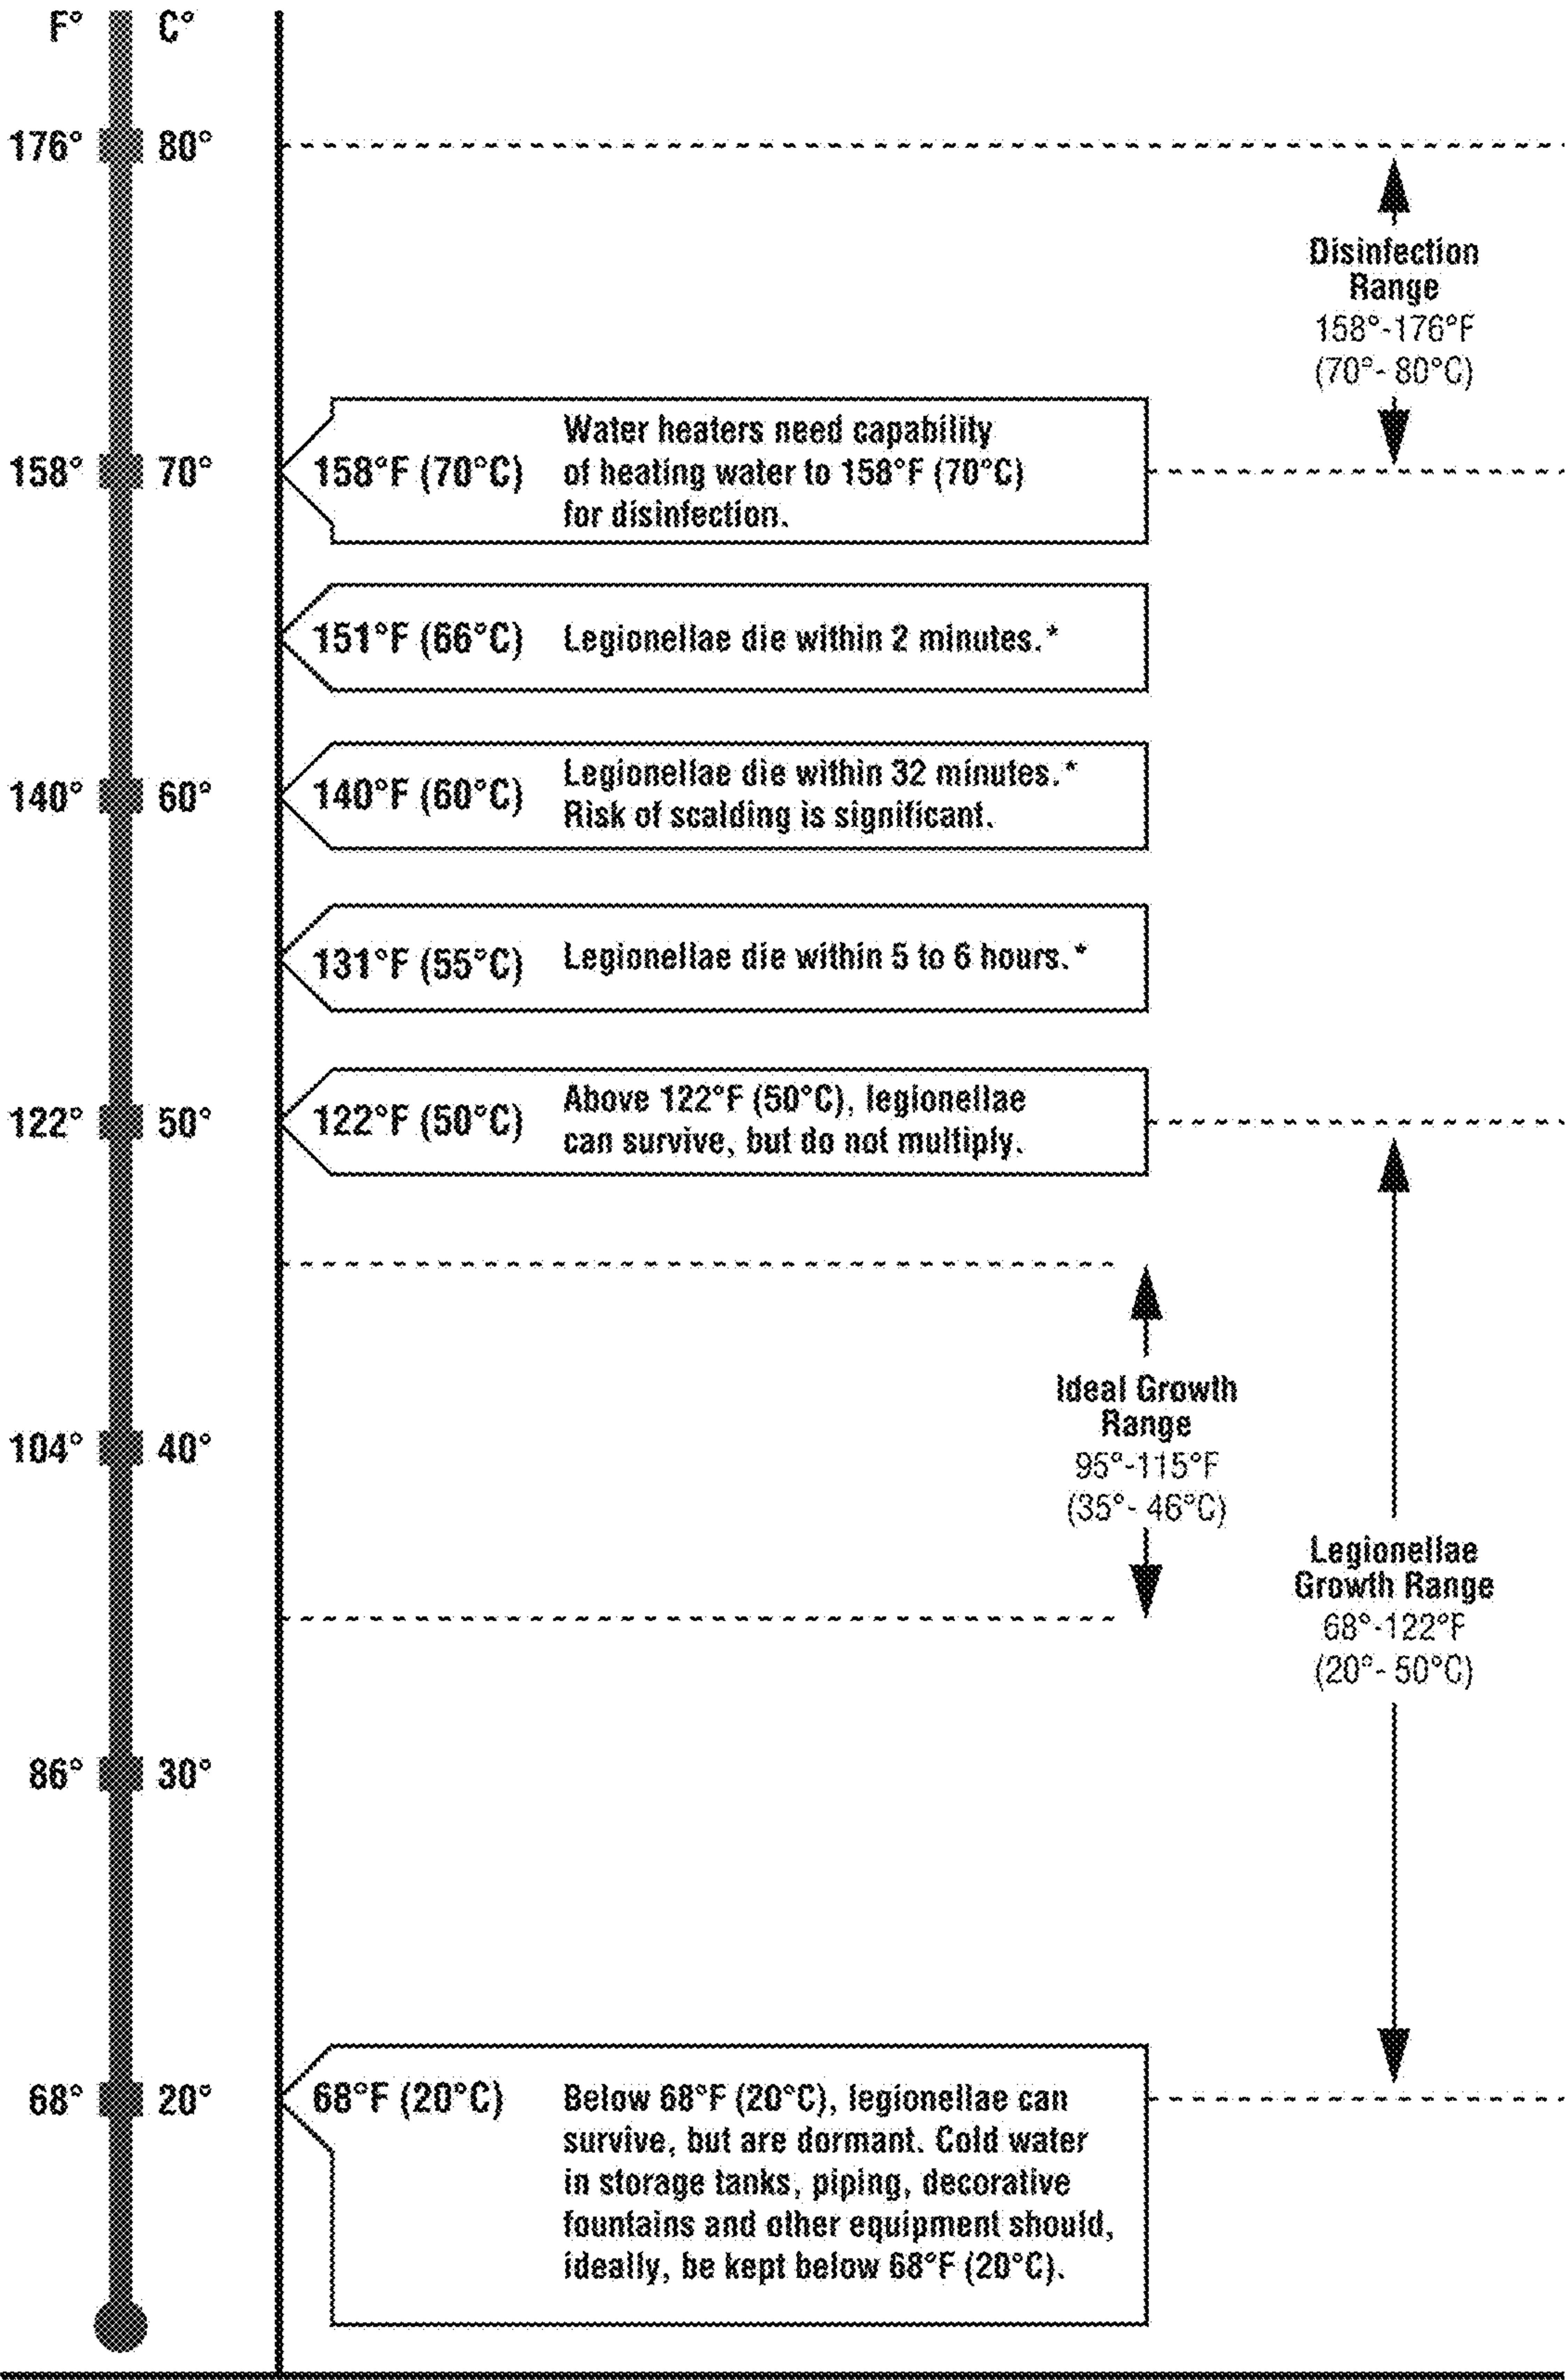 F° C°
176° 80°
Disinfection
Range
158°-176°F
(70°- 80°C)
158° 70°
158°F (70°C)
Water heaters need capability
of heating water to 158°F (70°C)
for disinfection.
151°F (66°C) Legionellae die within 2 minutes.*
140° 60°
140°F (60°C)
Legionellae die within 32 minutes.*
Risk of scalding is significant.
131°F (55°C) Legionellae die within 5 to 6 hours.*
122° 50°
122°F (50°C)
Above 122°F (50°C), legionellae
can survive, but do not multiply.
104° 40°
Ideal Growth
Range
95°-115°F
(35°- 46°C)
Legionellae
Growth Range
68°-122°F
(20°- 50°C)
86° 30°
68° 20°
68°F (20°C)
Below 68°F (20°C), legionellae can
survive, but are dormant. Cold water
in storage tanks, piping, decorative
fountains and other equipment should,
ideally, be kept below 68°F (20°C).